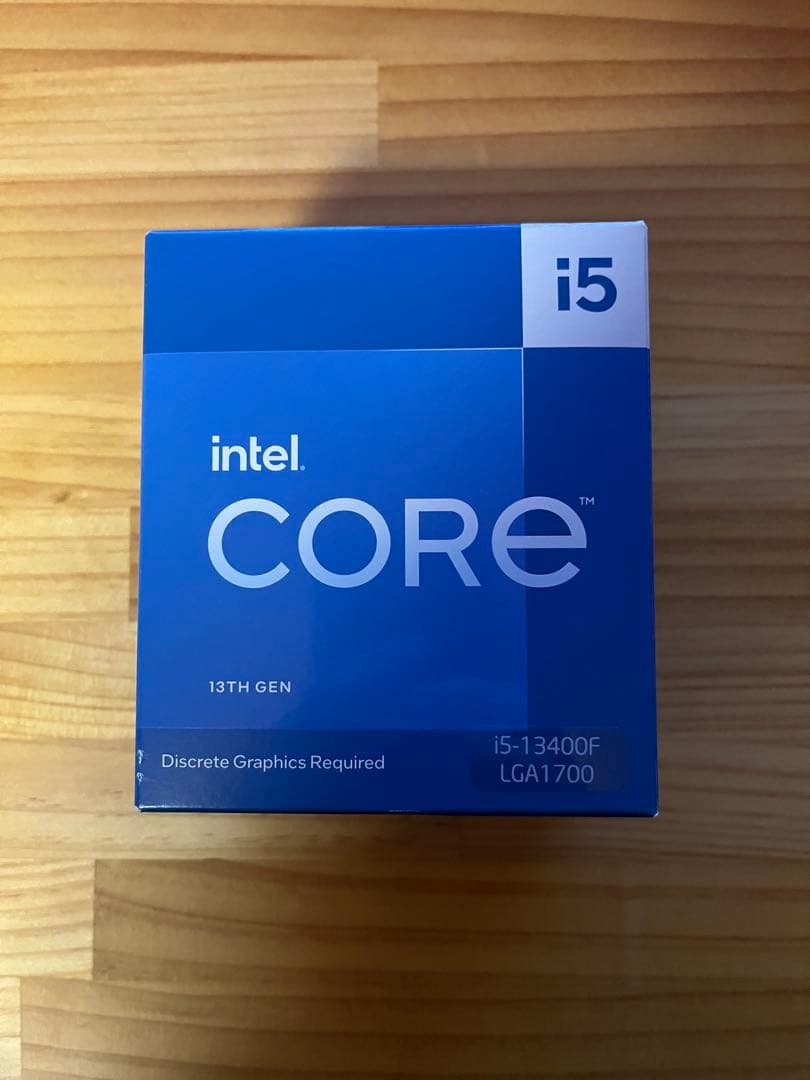 i5
intel.
CORe™
13TH GEN
Discrete Graphics Required
i5-13400F
LGA1700